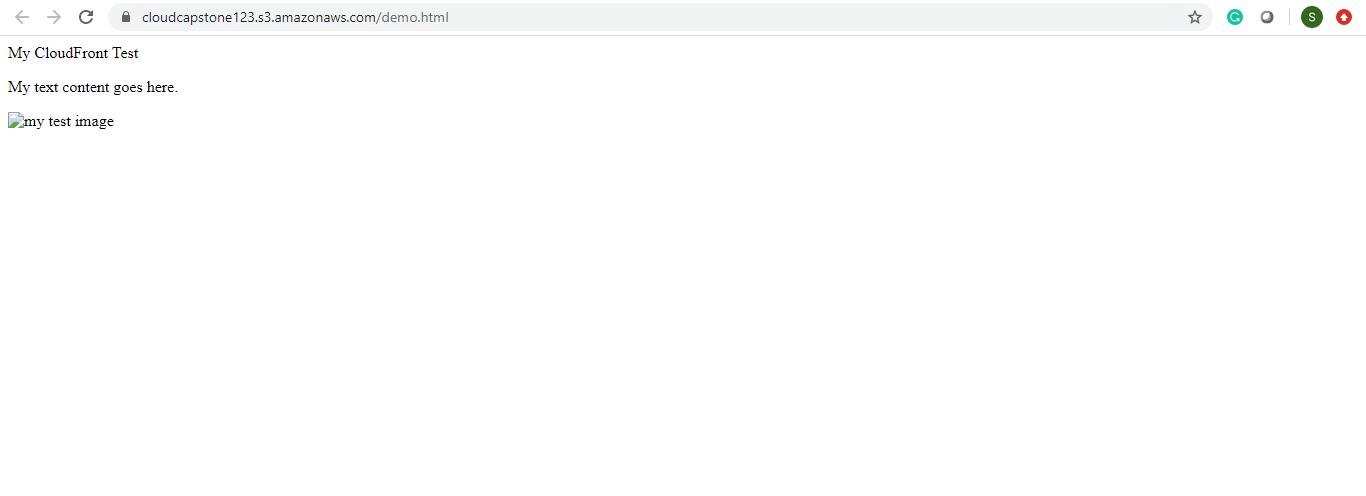 cloudcapstone123.s3.amazonaws.com/demo.html
S
My CloudFront Test
My text content goes here.
my test image